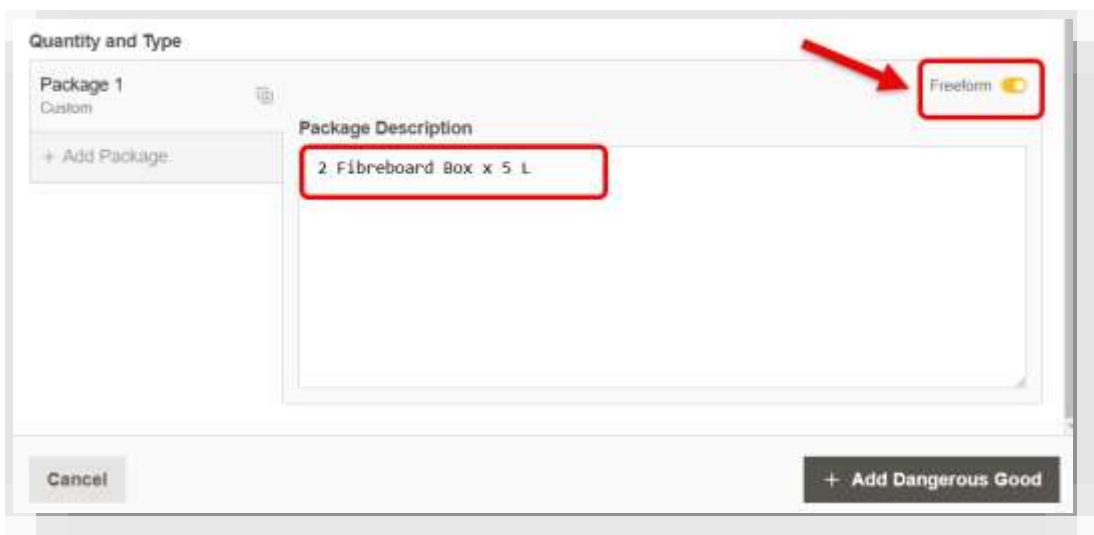 Quantity and Type
Package 1
Custom
Freeform
Package Description
+ Add Package
2 Fibreboard Box x 5 L
Cancel
+ Add Dangerous Good